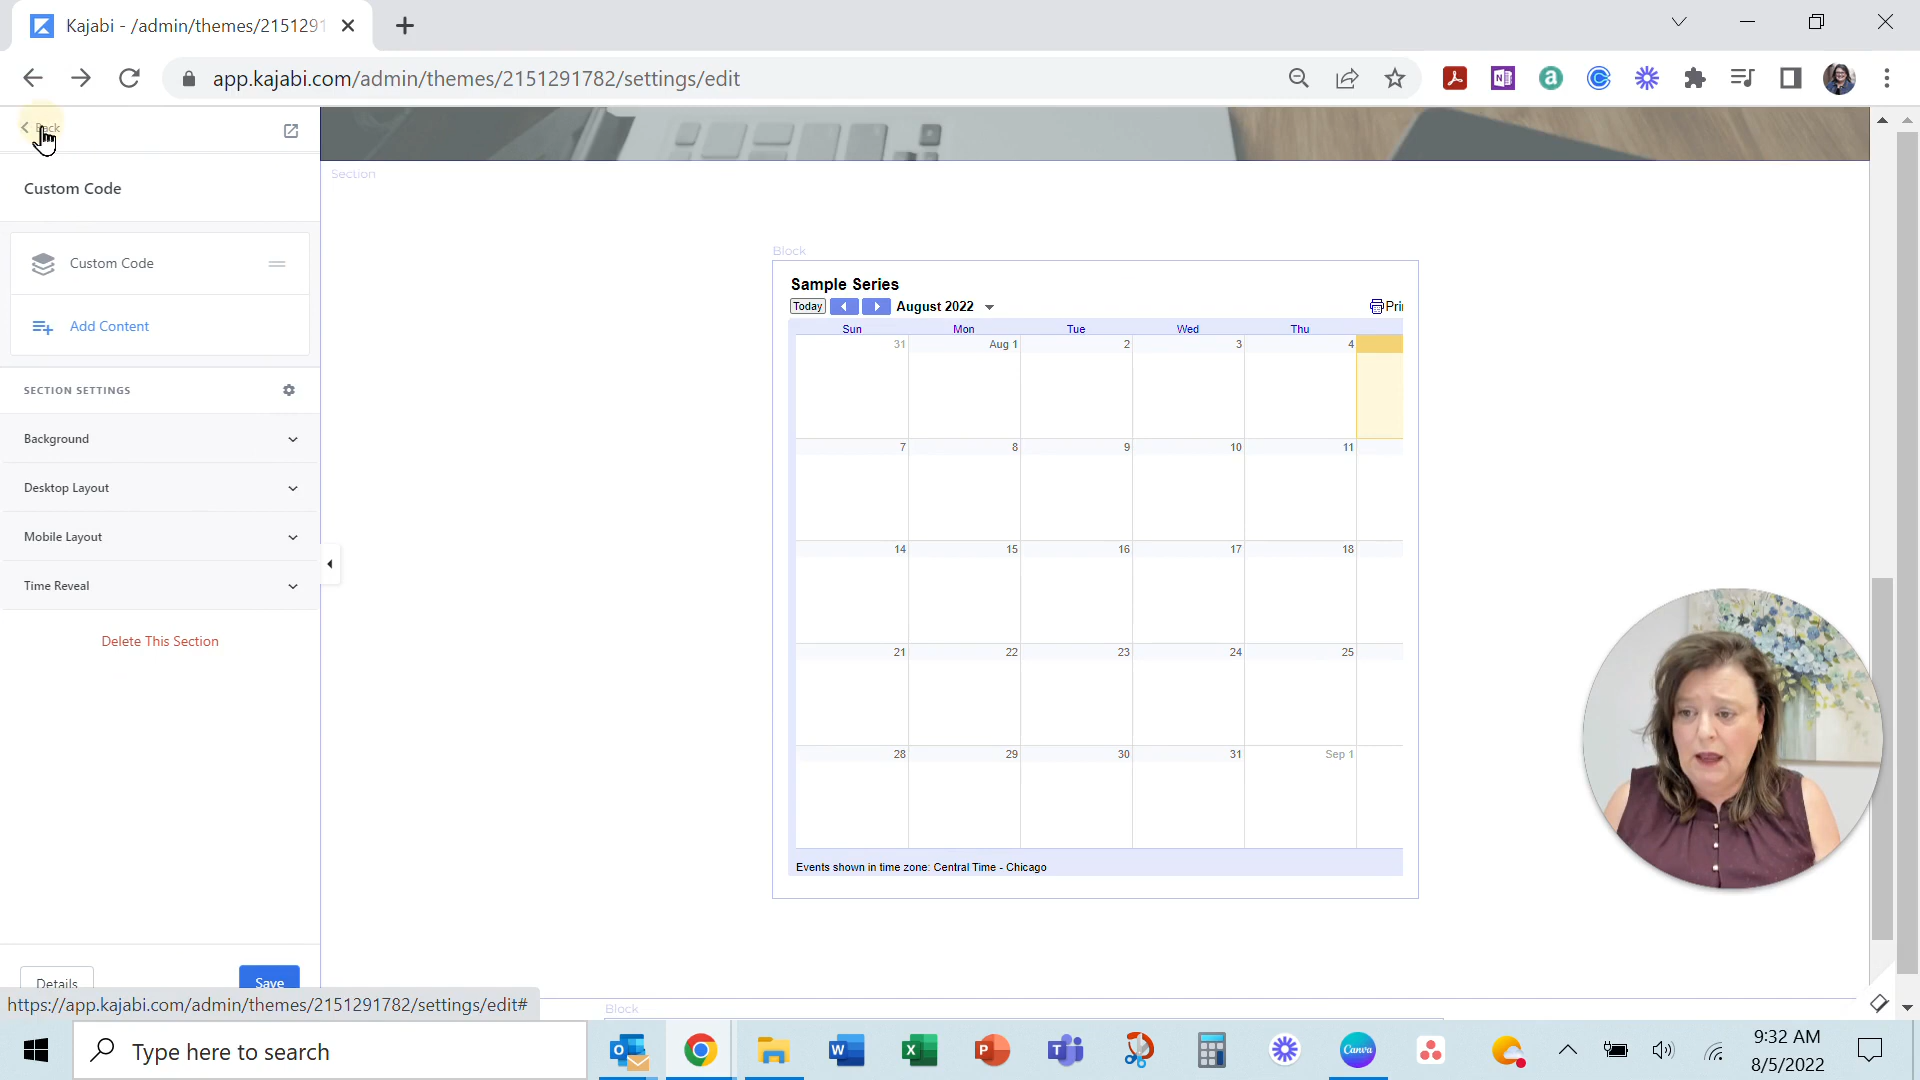 Kajabi - /admin/themes/2151291
app.kajabi.com/admin/themes/2151291782/settings/edit
Back
Custom Code
Custom Code
Add Content
SECTION SETTINGS
Background
Desktop Layout
Mobile Layout
Time Reveal
Delete This Section
Details
Save
https://app.kajabi.com/admin/themes/2151291782/settings/edit#
Section
Block
Sample Series
Today
August 2022
Pri
Sun Mon Tue Wed Thu
31 Aug 1 2 3 4
7 8 9 10 11
14 15 16 17 18
21 22 23 24 25
28 29 30 31 Sep 1
Events shown in time zone: Central Time - Chicago
Block
Type here to search
Canva
9:32 AM
8/5/2022